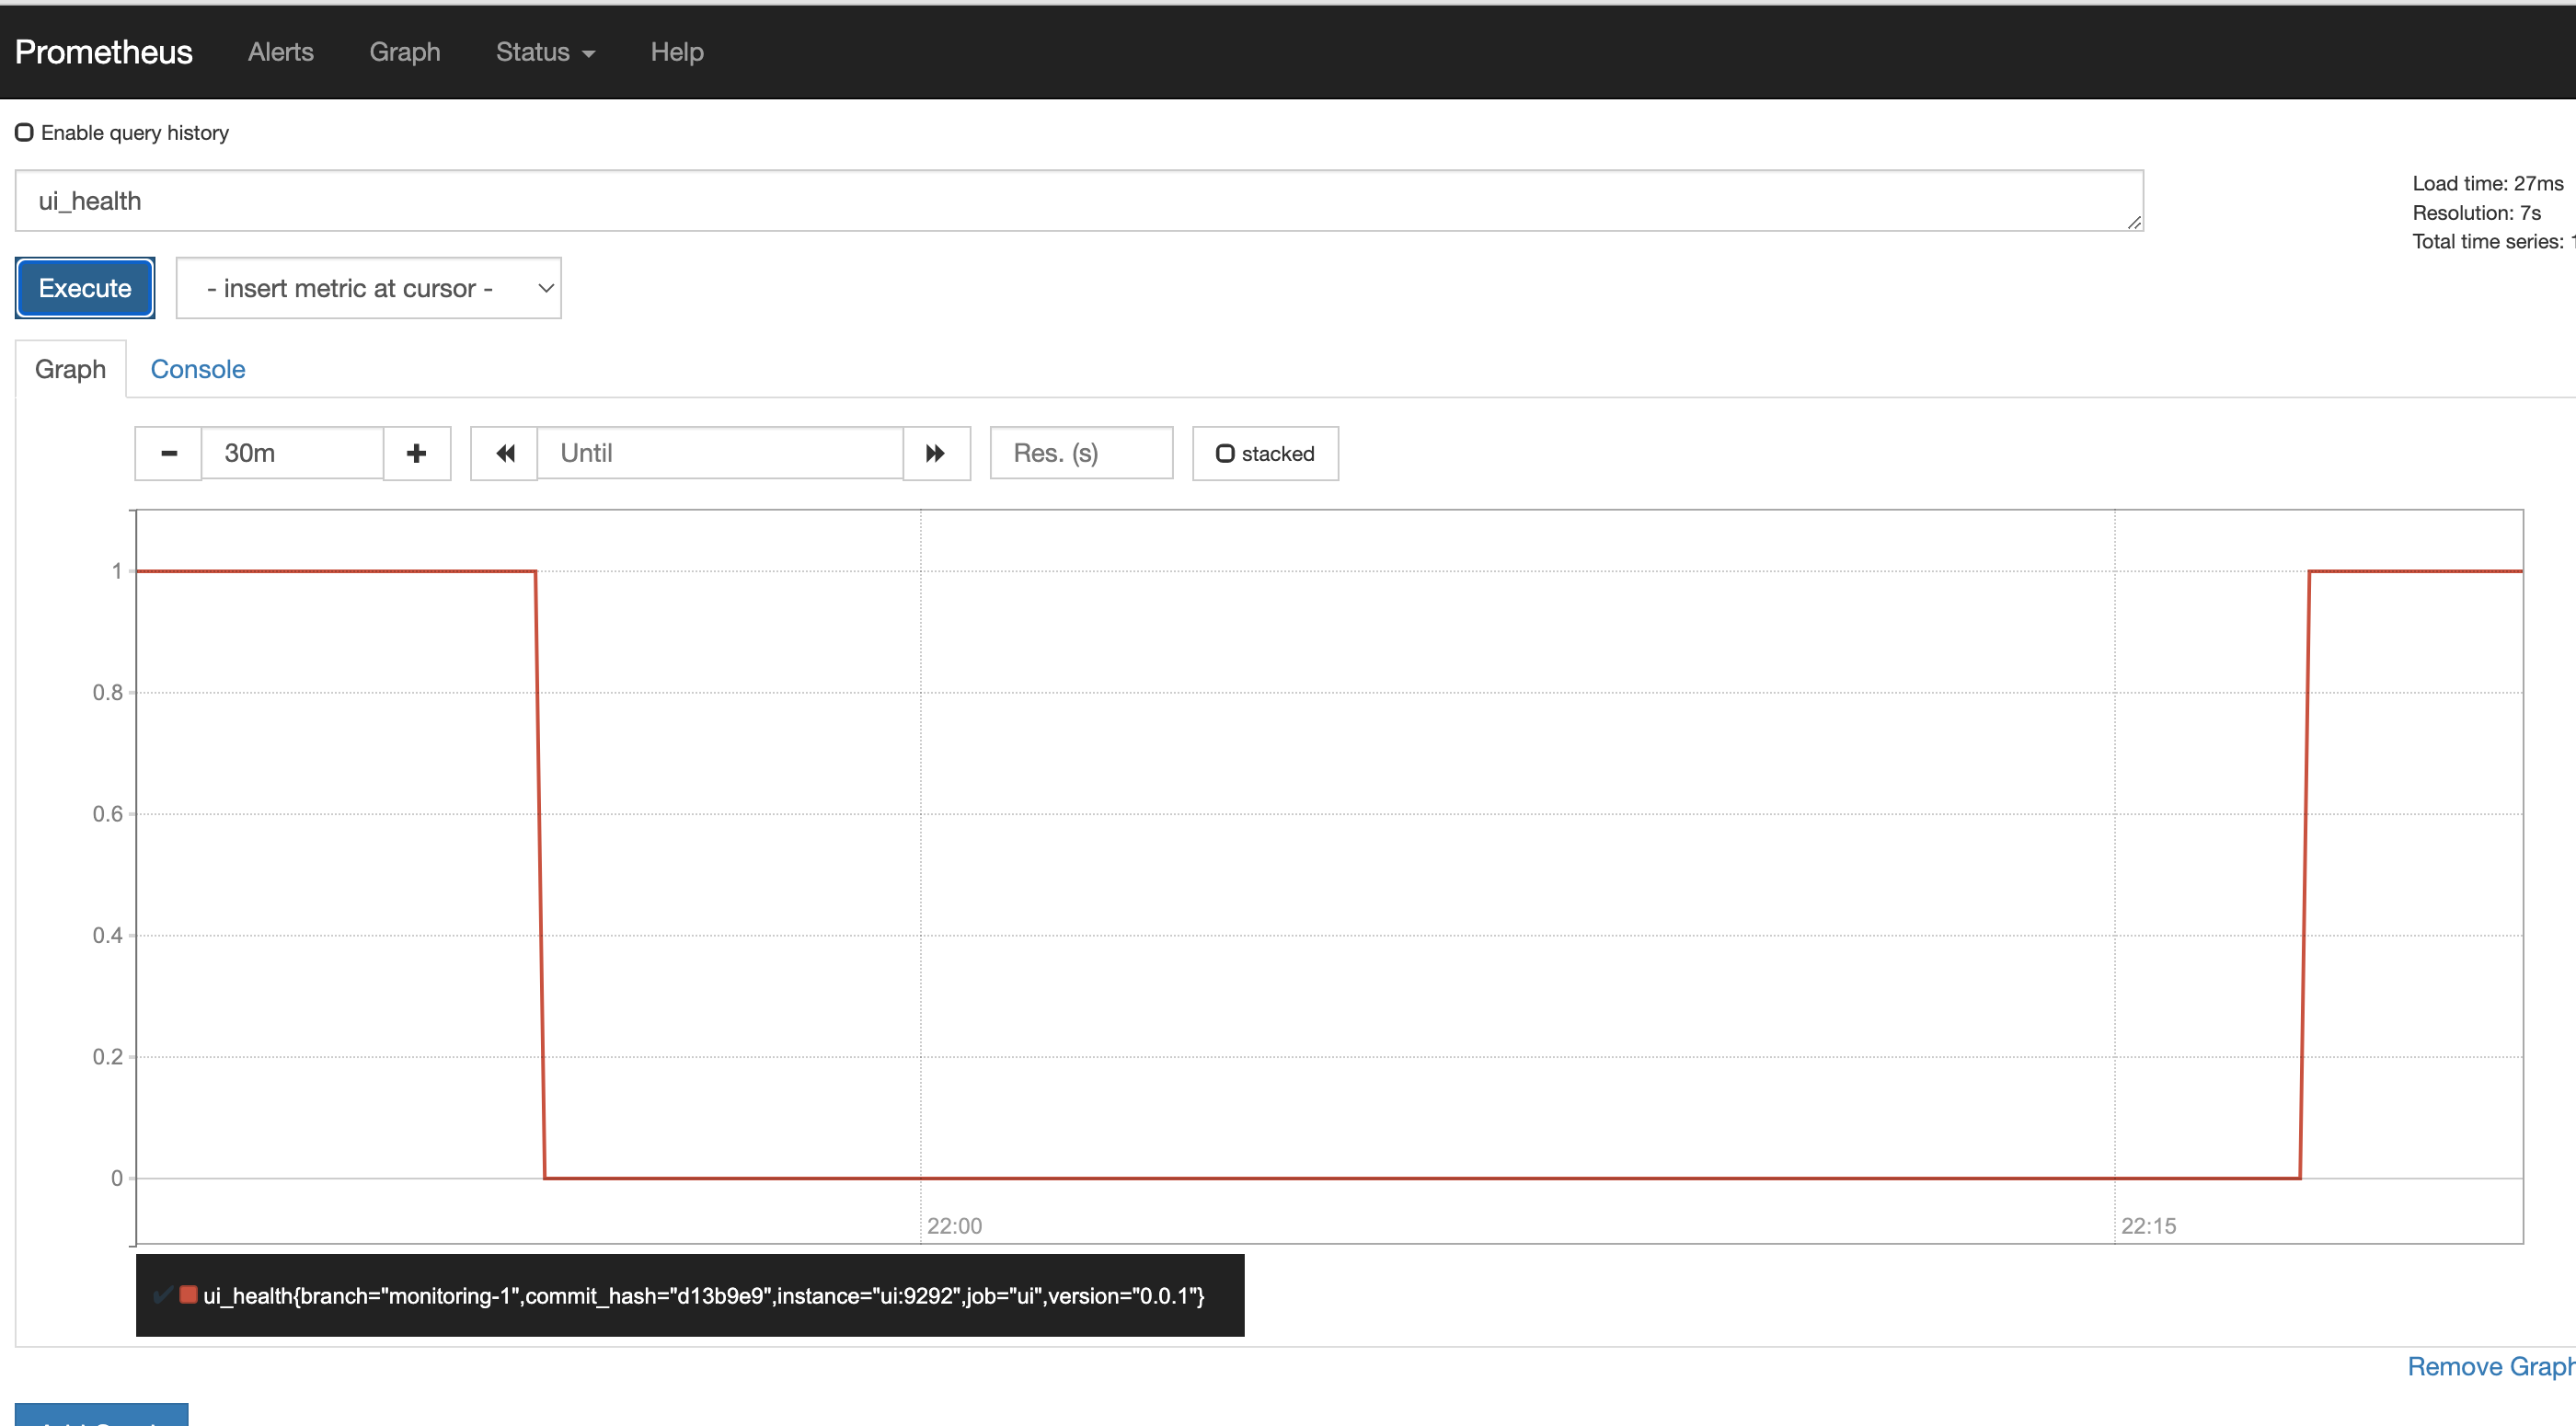 Prometheus Alerts Graph Status Help
Enable query history
ui_health
Load time: 27ms
Resolution: 7s
Total time series: 1
Execute - insert metric at cursor -
Graph Console
30m Until Res. (s) stacked
1
0.8
0.6
0.4
0.2
0
22:00 22:15
ui_health{branch="monitoring-1",commit_hash="d13b9e9",instance="ui:9292",job="ui",version="0.0.1"}
Remove Graph